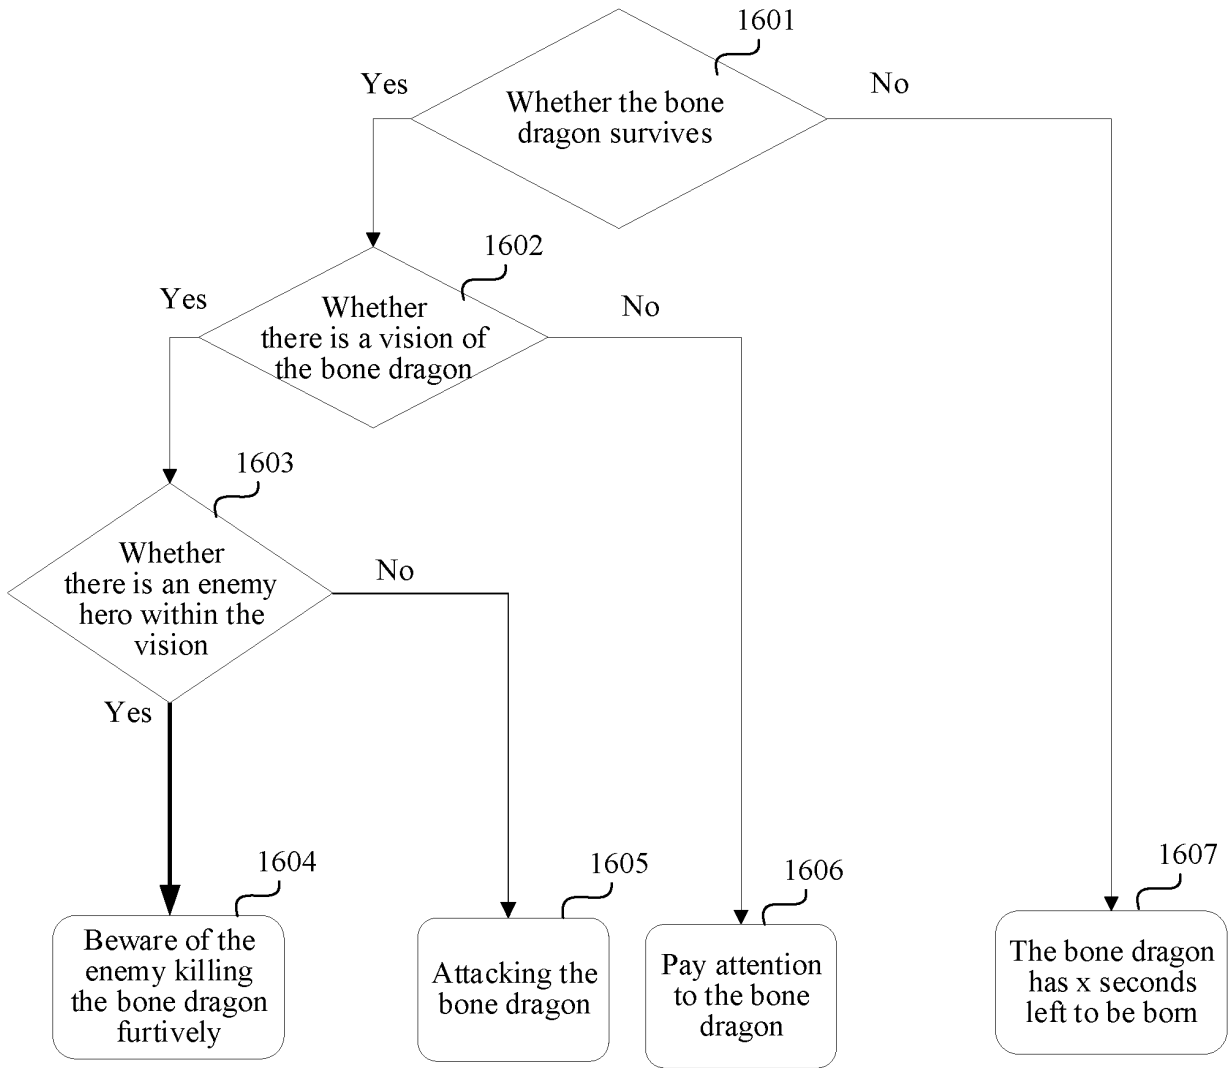 1601
Yes
No
Whether the bone
dragon survives
1602
Yes
No
Whether
there is a vision of
the bone dragon
1603
Whether
there is an enemy
hero within the
vision
No
Yes
1604
1605
1606
1607
Beware of the
enemy killing
the bone dragon
furtively
Attacking the
bone dragon
Pay attention
to the bone
dragon
The bone dragon
has x seconds
left to be born